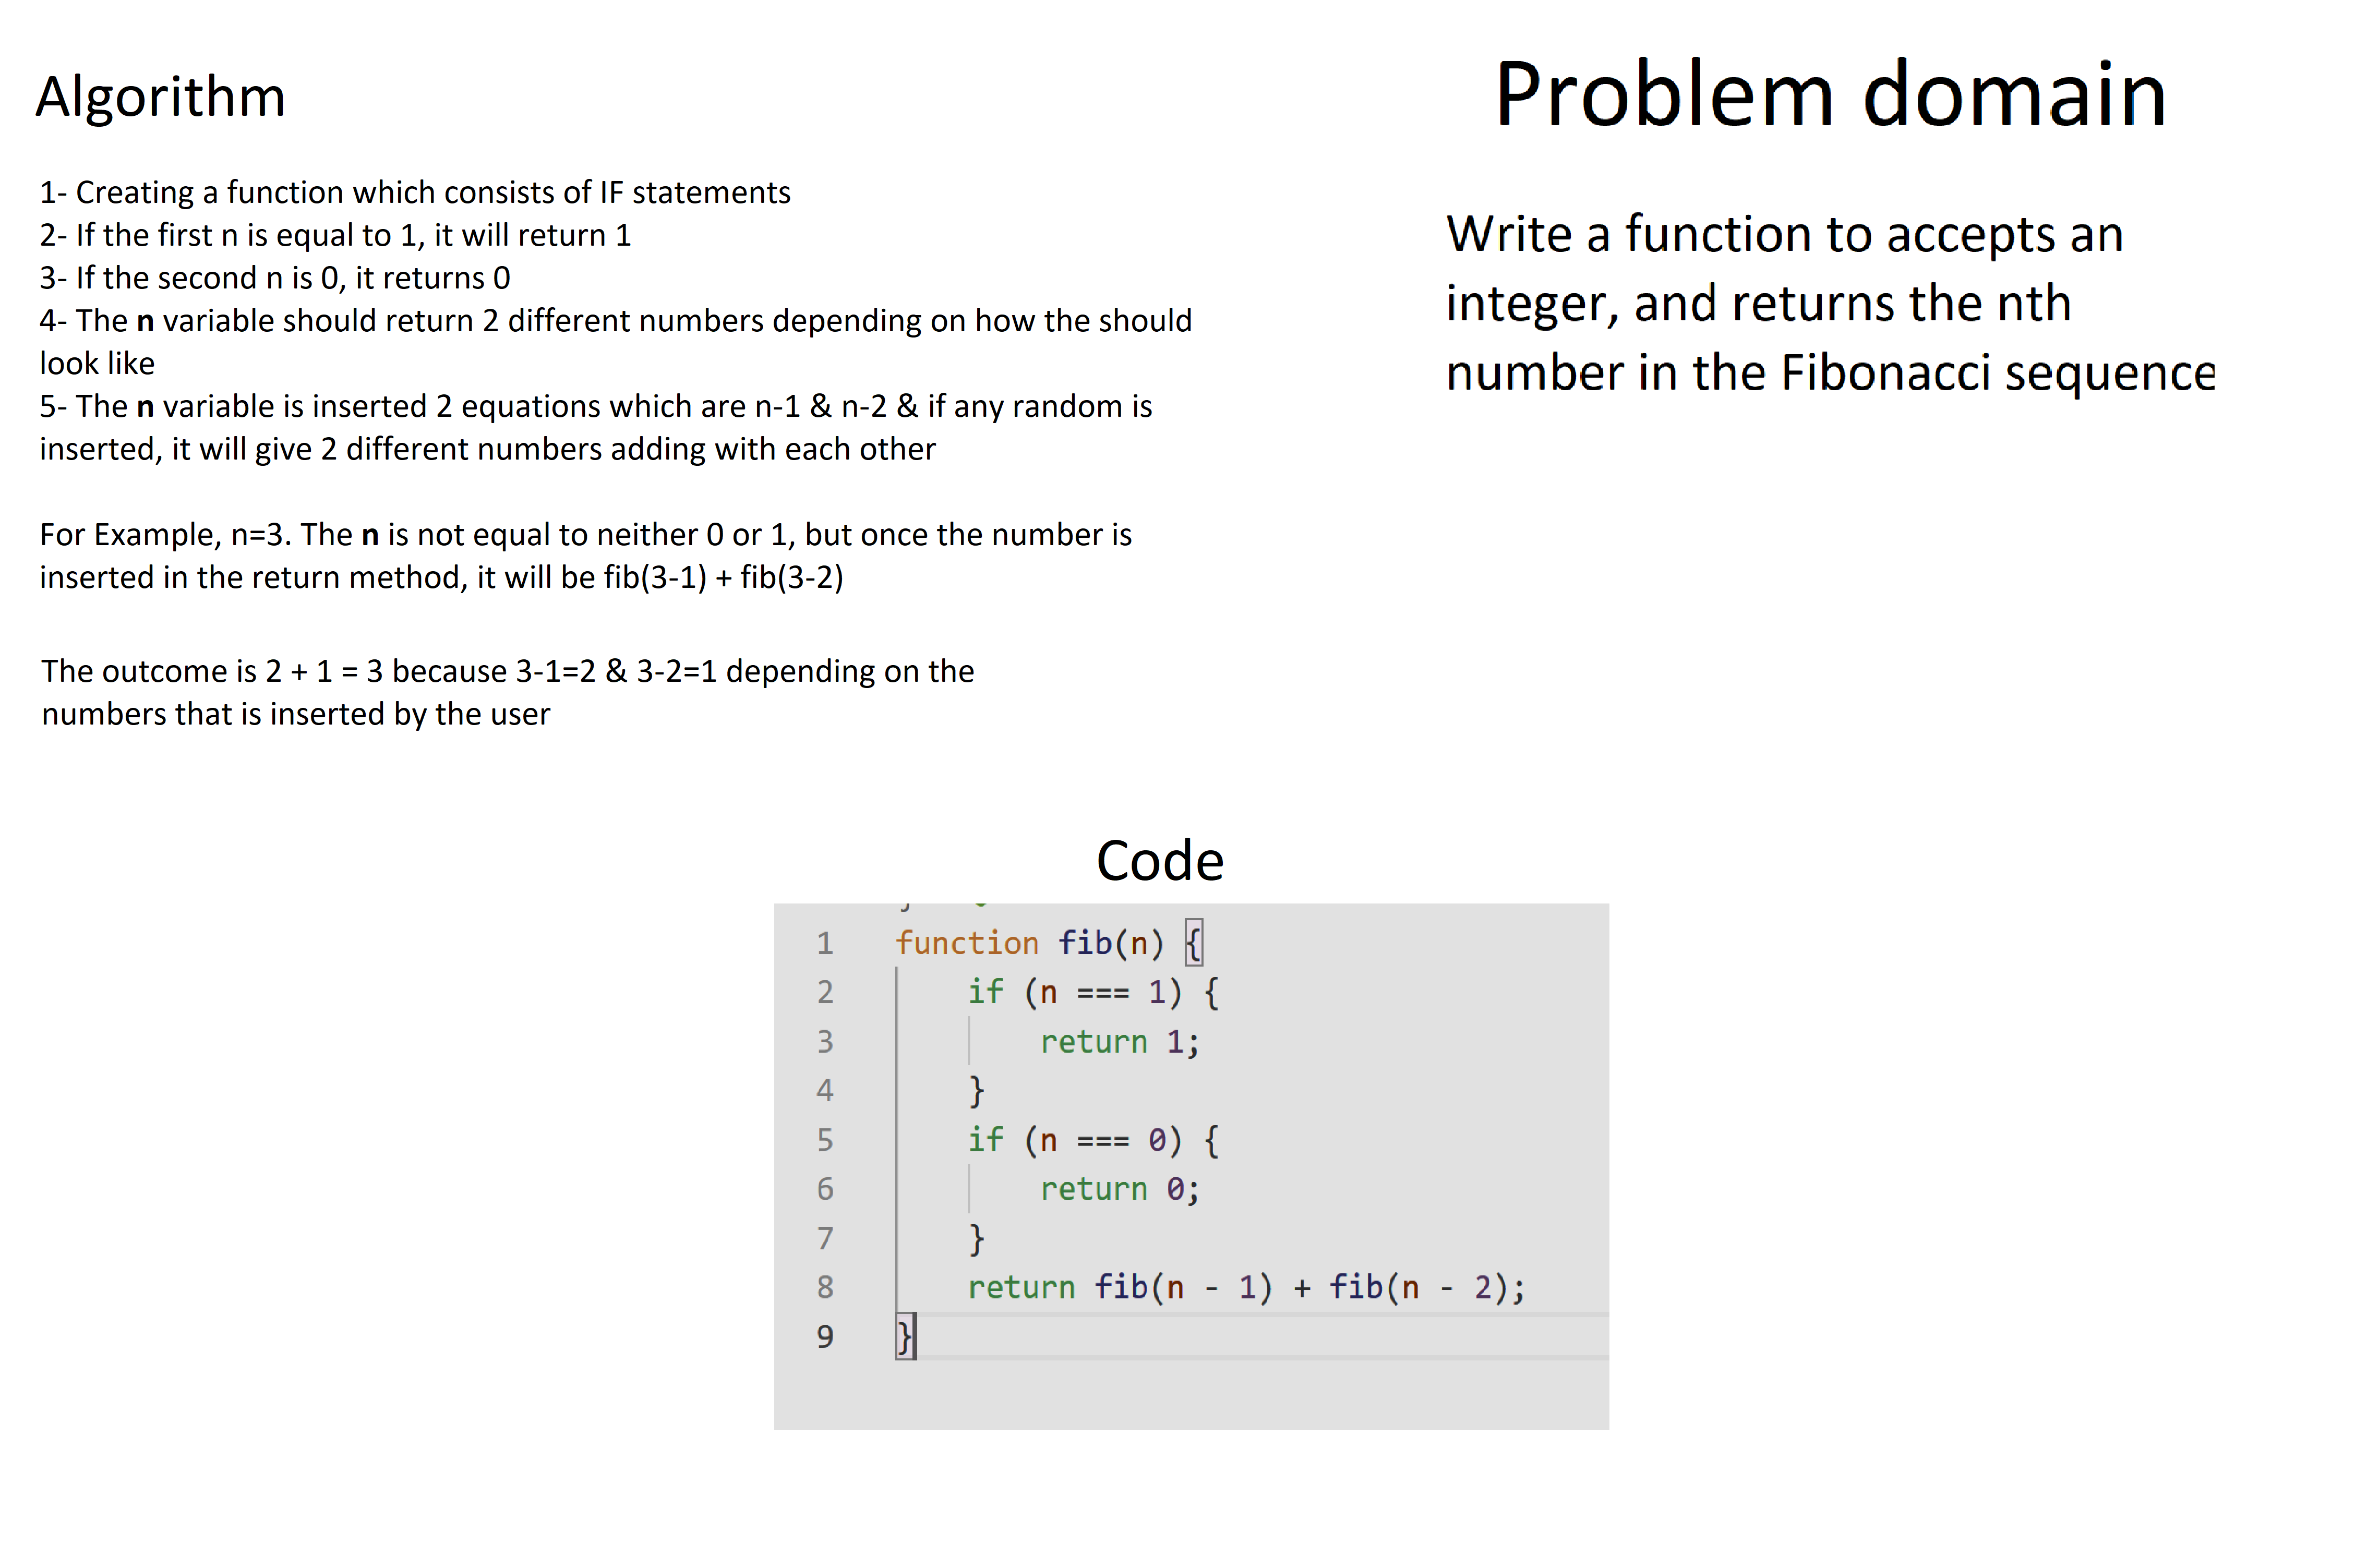 Algorithm
1- Creating a function which consists of IF statements
2- If the first n is equal to 1, it will return 1
3- If the second n is 0, it returns 0
4- The n variable should return 2 different numbers depending on how the should
look like
5- The n variable is inserted 2 equations which are n-1 & n-2 & if any random is
inserted, it will give 2 different numbers adding with each other
For Example, n=3. The n is not equal to neither 0 or 1, but once the number is
inserted in the return method, it will be fib(3-1) + fib(3-2)
The outcome is 2 + 1 = 3 because 3-1=2 & 3-2=1 depending on the
numbers that is inserted by the user
Problem domain
Write a function to accepts an
integer, and returns the nth
number in the Fibonacci sequence
Code
1 function fib(n) {
2 if (n === 1) {
3 return 1;
4 }
5 if (n === 0) {
6 return 0;
7 }
8 return fib(n - 1) + fib(n - 2);
9 }